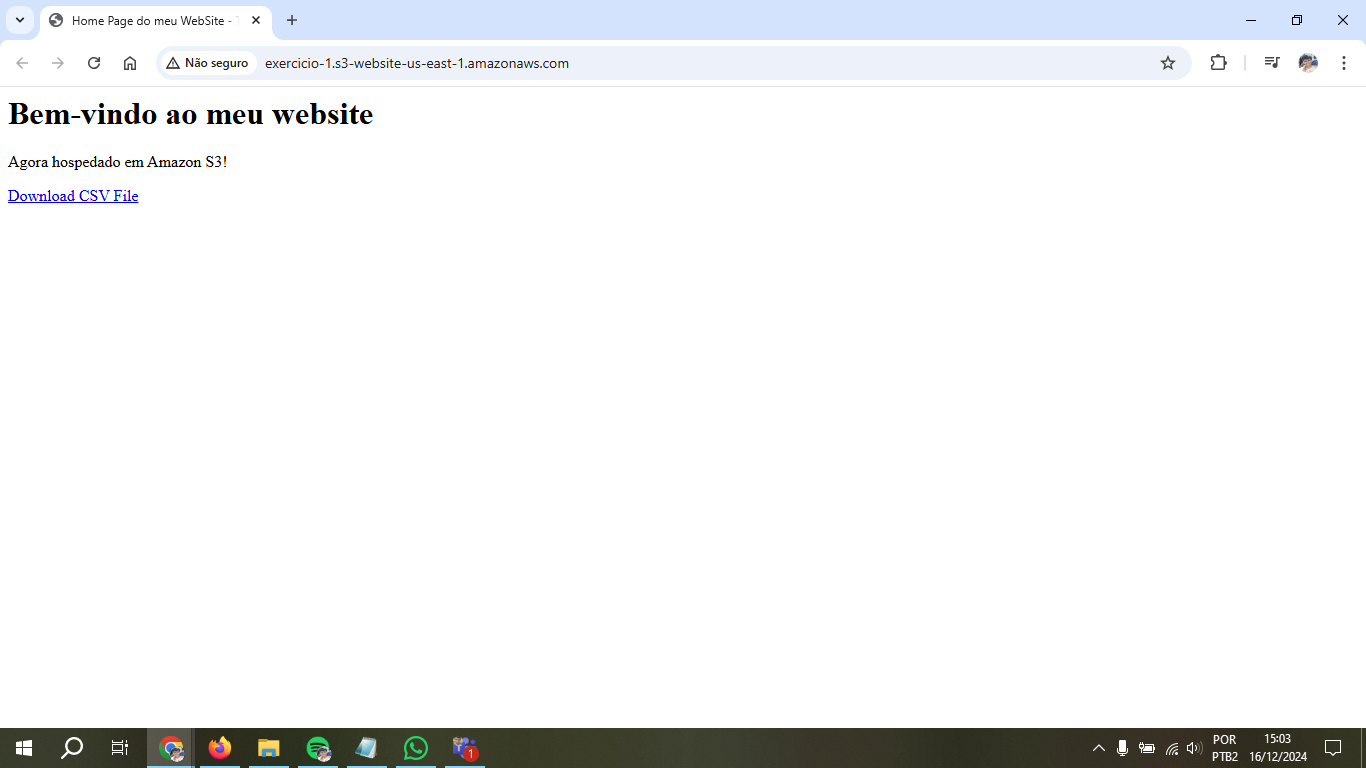 Home Page do meu WebSite -
Não seguro
exercicio-1.s3-website-us-east-1.amazonaws.com
Bem-vindo ao meu website
Agora hospedado em Amazon S3!
Download CSV File
1
POR
PTB2
15:03
16/12/2024